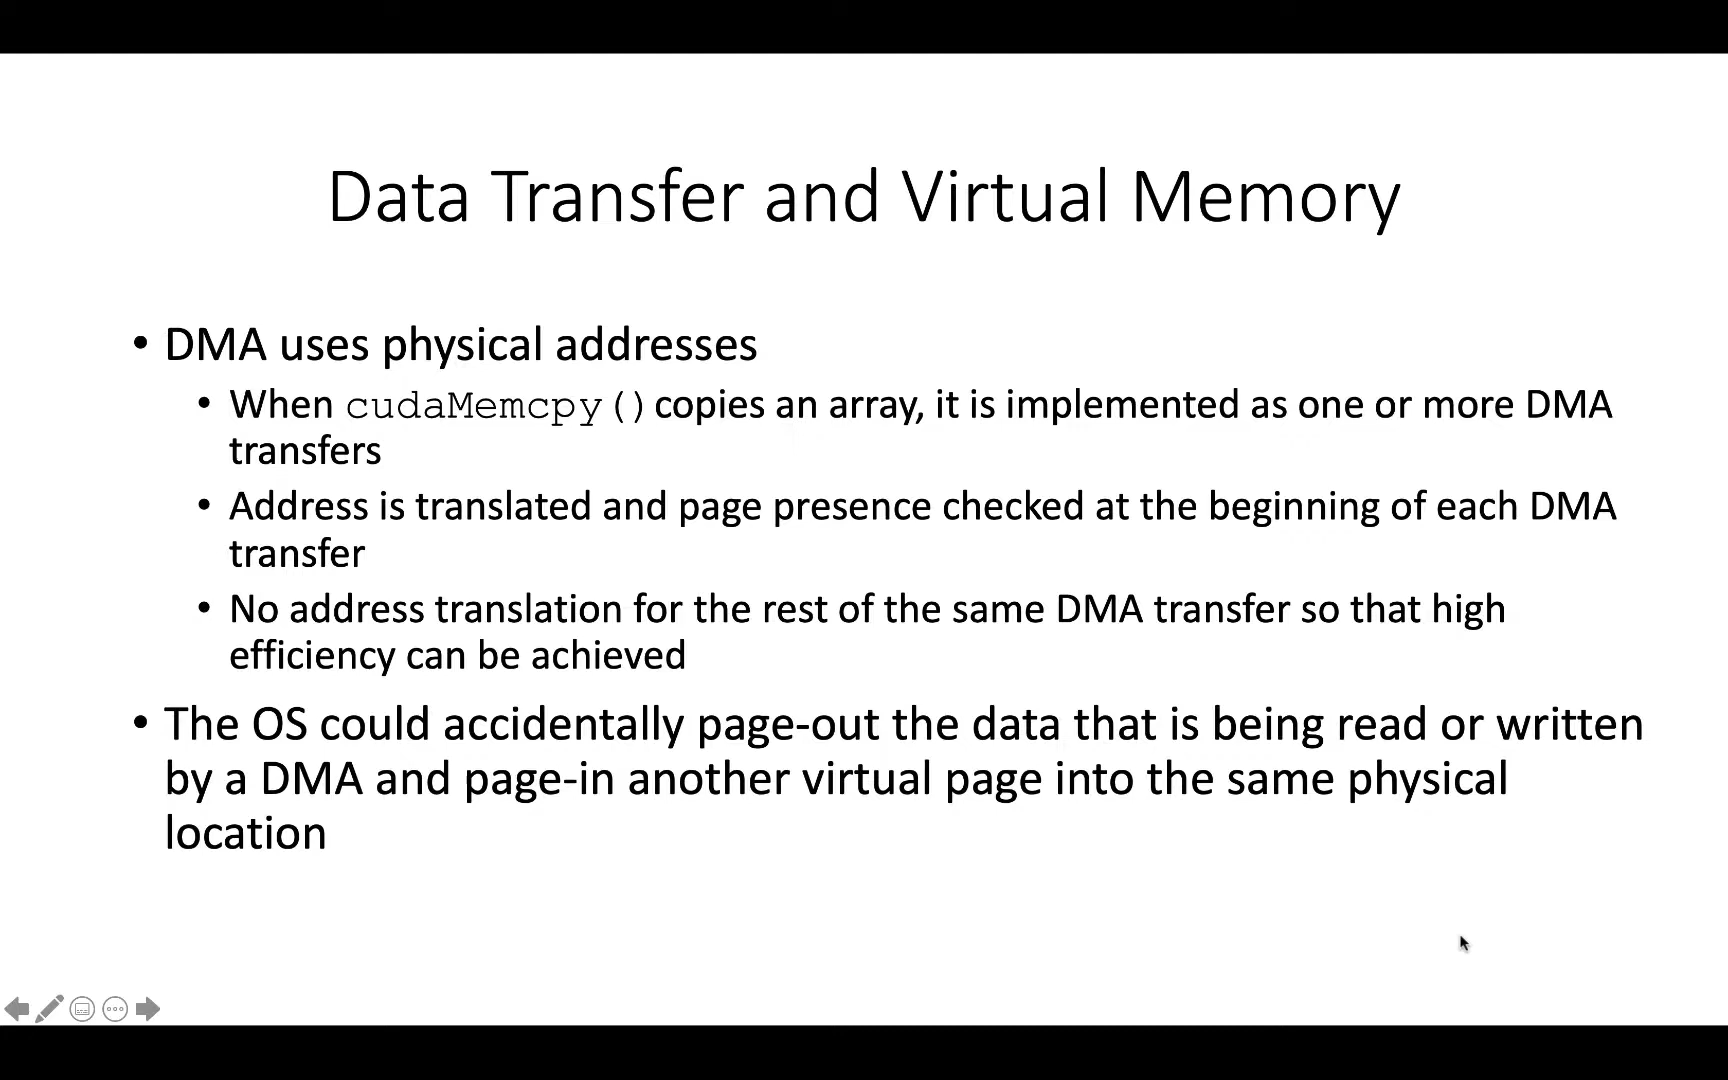 Data Transfer and Virtual Memory
• DMA uses physical addresses
• When cudaMemcpy() copies an array, it is implemented as one or more DMA
transfers
• Address is translated and page presence checked at the beginning of each DMA
transfer
• No address translation for the rest of the same DMA transfer so that high
efficiency can be achieved
• The OS could accidentally page-out the data that is being read or written
by a DMA and page-in another virtual page into the same physical
location